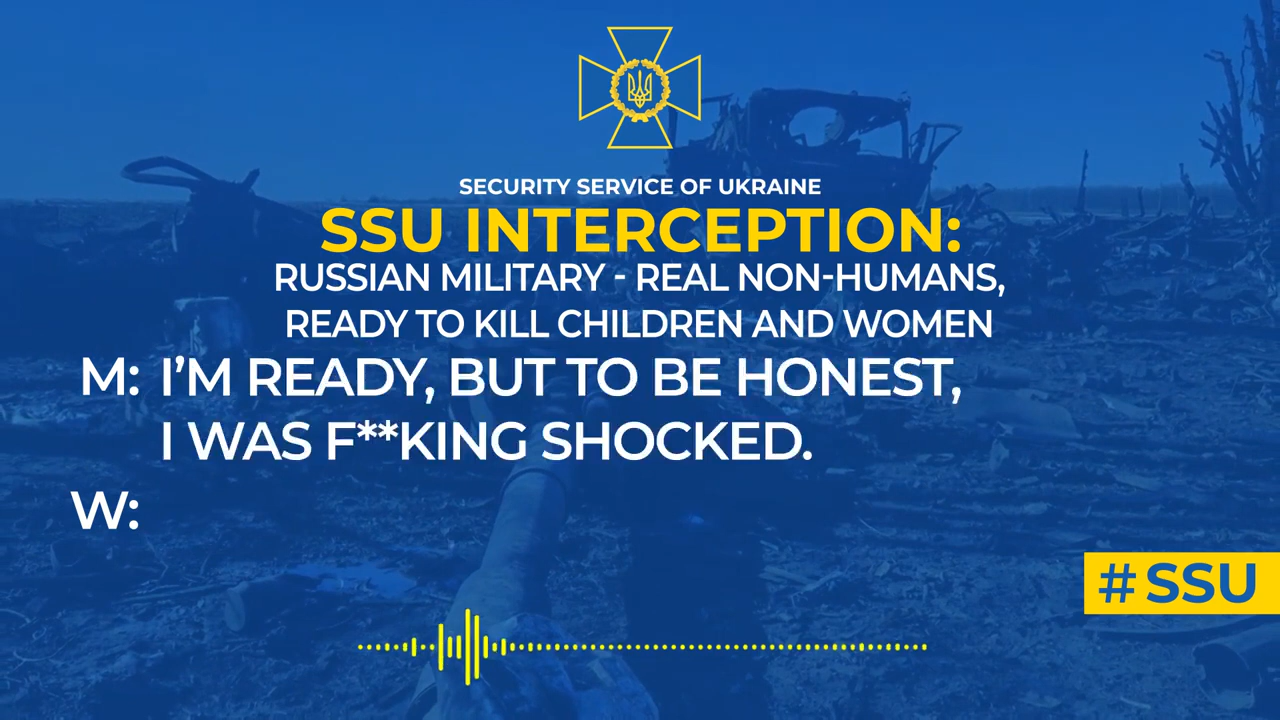 SECURITY SERVICE OF UKRAINE
SSU INTERCEPTION:
RUSSIAN MILITARY - REAL NON-HUMANS,
READY TO KILL CHILDREN AND WOMEN
M: I’M READY, BUT TO BE HONEST,
I WAS F**KING SHOCKED.
W:
#SSU